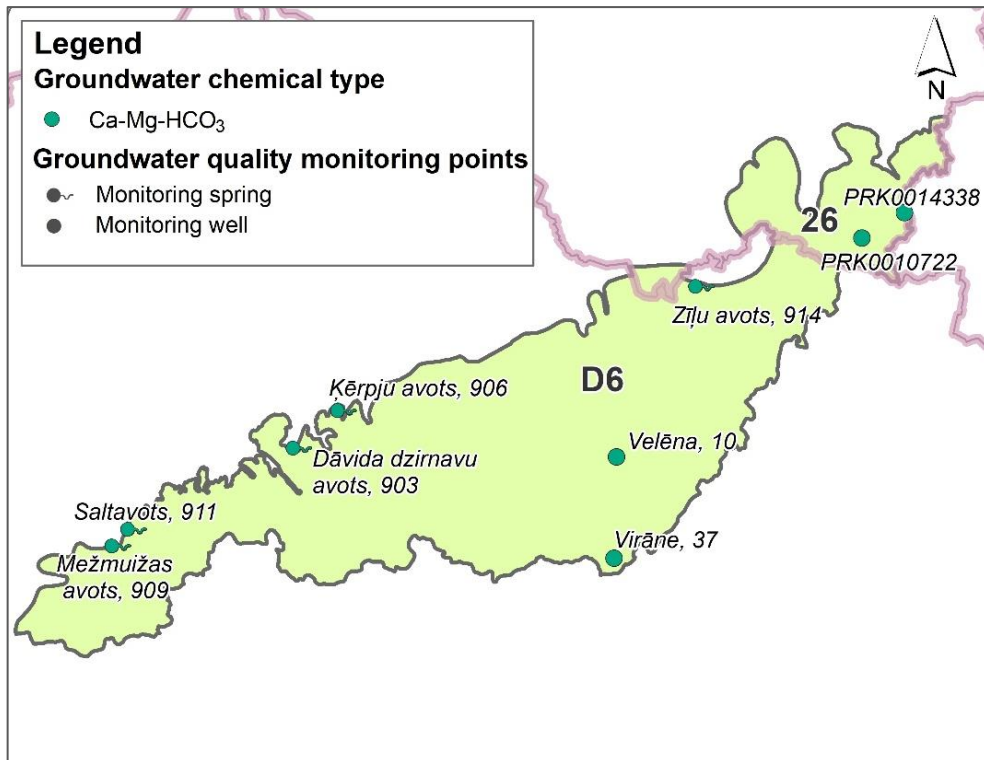 Legend
Groundwater chemical type
Ca-Mg-HCO₃
Groundwater quality monitoring points
Monitoring spring
Monitoring well
N
PRK0014338
26
PRK0010722
Zīļu avots, 914
D6
Ķērpju avots, 906
Velēna, 10
Dāvida dzirnavu
avots, 903
Saltavots, 911
Virāne, 37
Mežmuižas
avots, 909